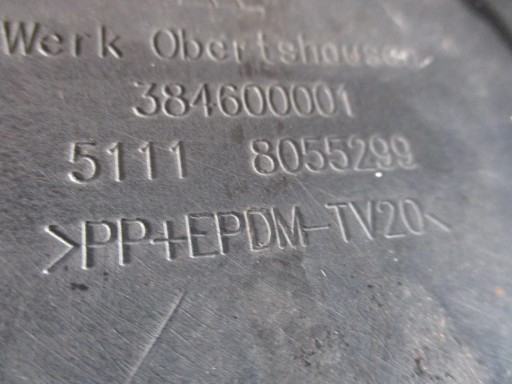 Werk Obertshausen
384600001
5111 8055299
>PP+EPDM-TV20<